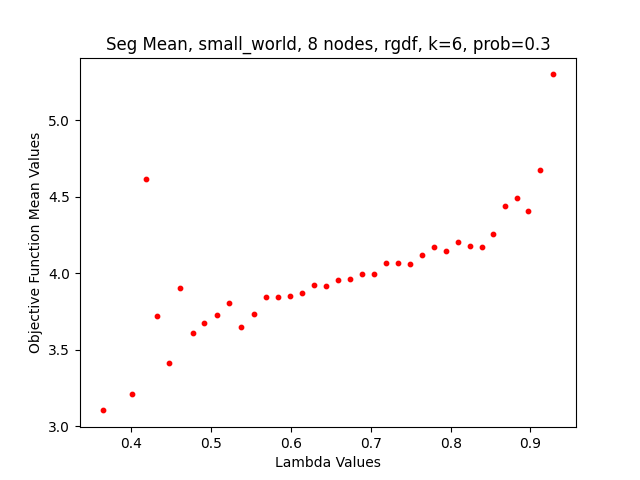 Seg Mean, small_world, 8 nodes, rgdf, k=6, prob=0.3
Objective Function Mean Values
5.0
4.5
4.0
3.5
3.0
0.4 0.5 0.6 0.7 0.8 0.9
Lambda Values